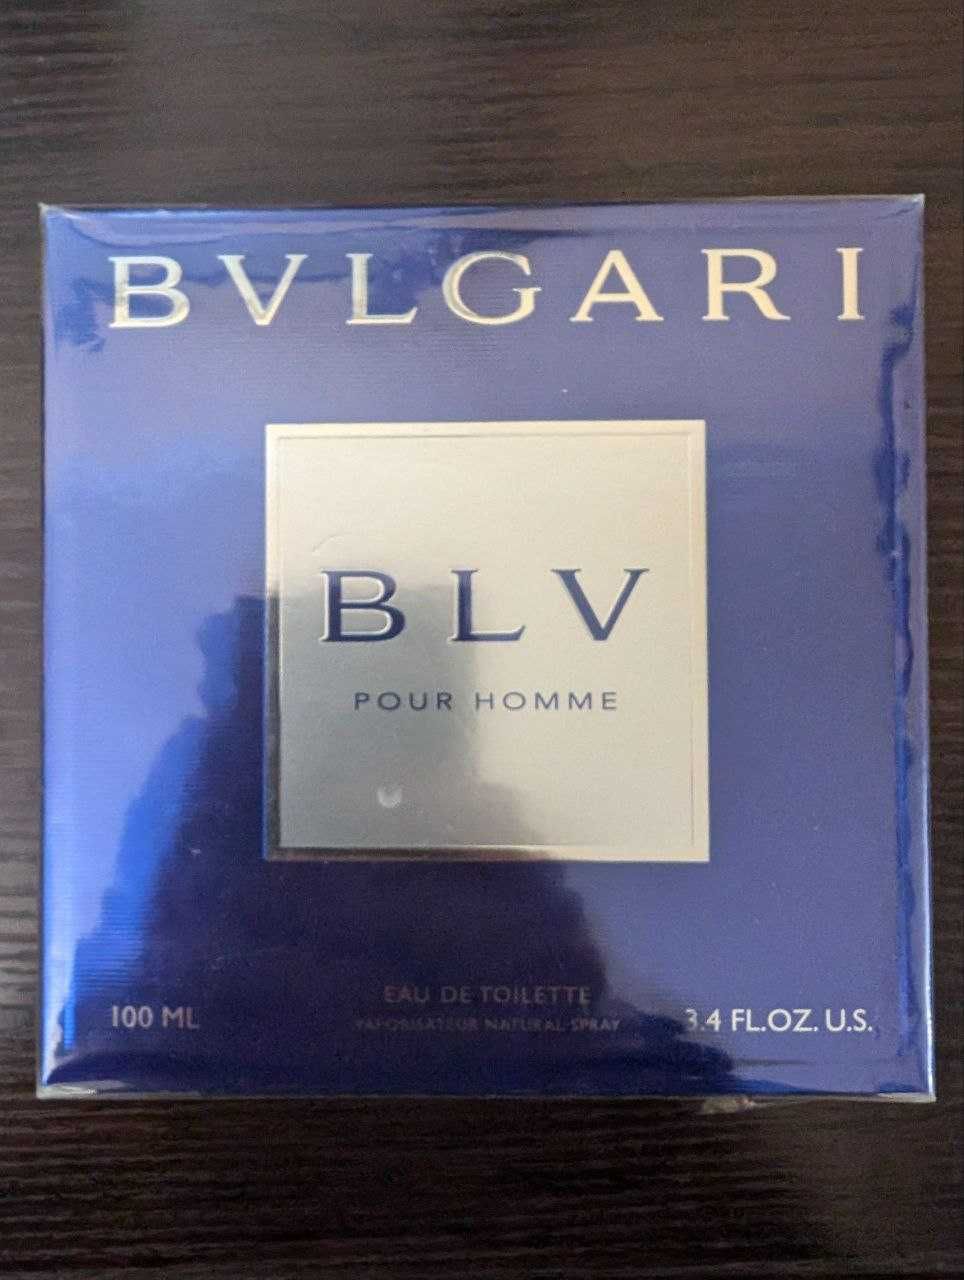 BVLGARI
BLV
POUR HOMME
EAU DE TOILETTE
VAPORISATEUR NATURAL SPRAY
100 ML
3.4 FL.OZ. U.S.